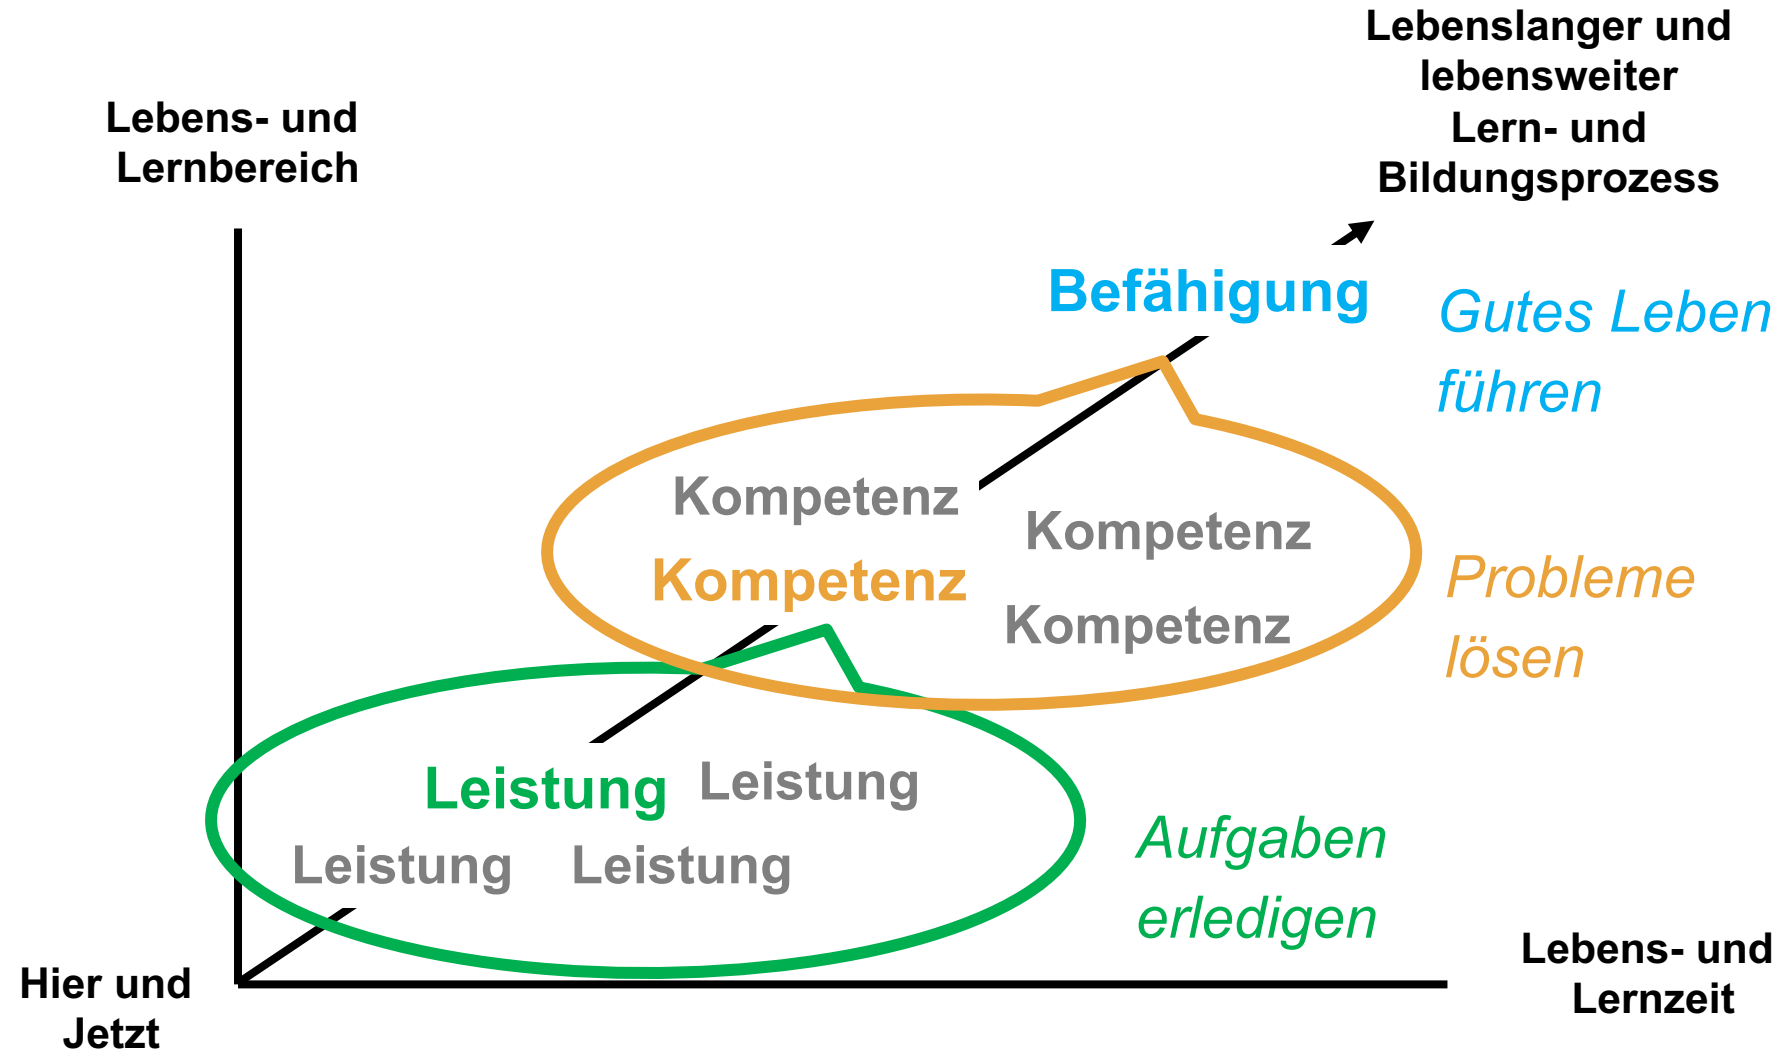 Lebenslanger und
lebensweiter
Lern- und
Bildungsprozess
Lebens- und
Lernbereich
Befähigung
Gutes Leben
führen
Kompetenz
Kompetenz
Kompetenz
Kompetenz
Probleme
lösen
Leistung
Leistung
Leistung
Leistung
Aufgaben
erledigen
Hier und
Jetzt
Lebens- und
Lernzeit